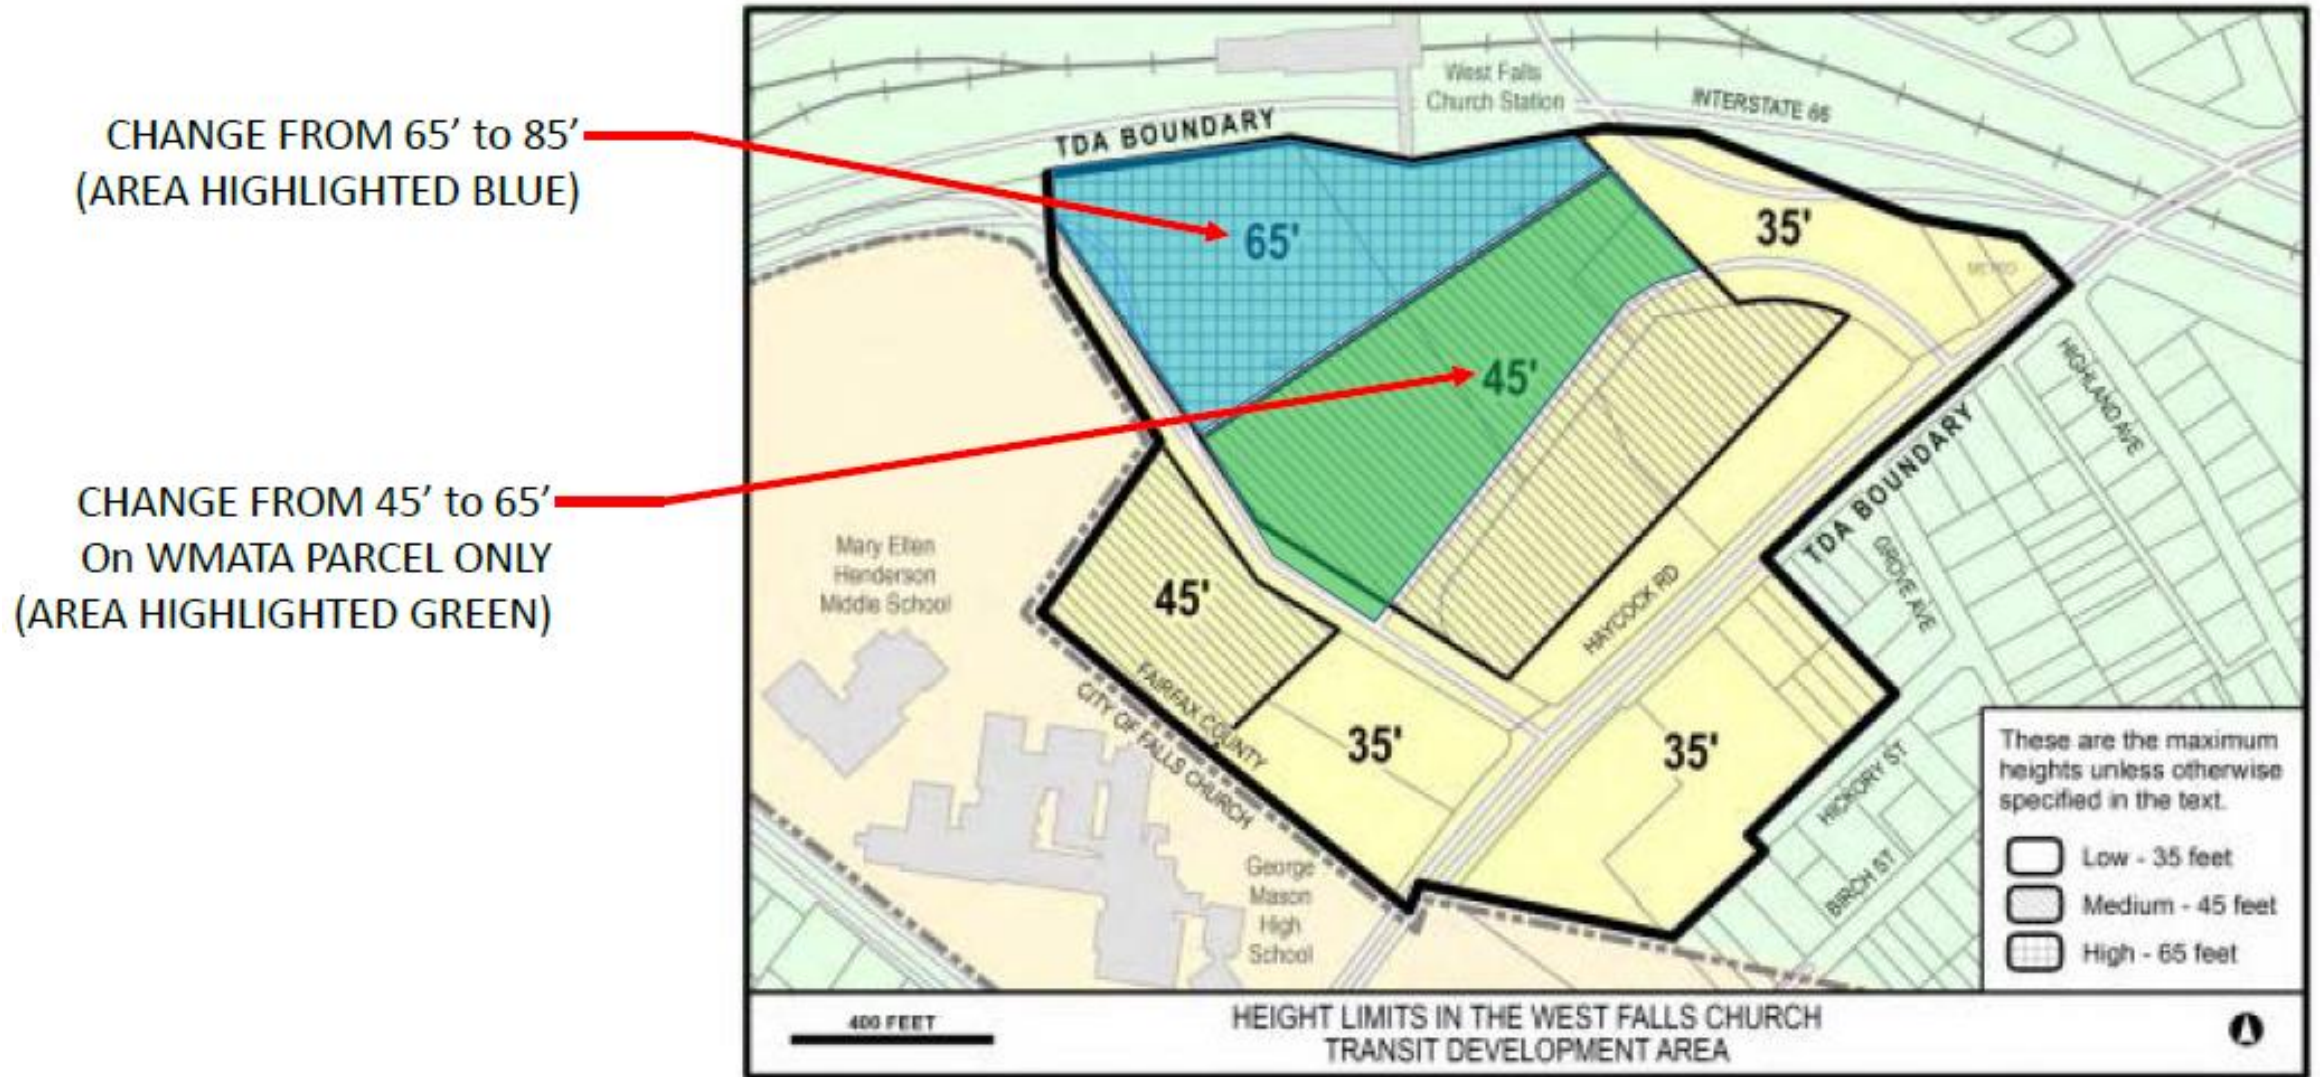 CHANGE FROM 65’ to 85’
(AREA HIGHLIGHTED BLUE)
CHANGE FROM 45’ to 65’
On WMATA PARCEL ONLY
(AREA HIGHLIGHTED GREEN)
West Falls
Church Station
INTERSTATE 66
TDA BOUNDARY
65'
35'
METRO
45'
HIGHLAND AVE
TDA BOUNDARY
GROVE AVE
Mary Ellen
Henderson
Middle School
45'
HAYCOCK RD
FAIRFAX COUNTY
CITY OF FALLS CHURCH
35'
35'
HICKORY ST
BIRCH ST
George
Mason
High
School
These are the maximum
heights unless otherwise
specified in the text.
Low - 35 feet
Medium - 45 feet
High - 65 feet
400 FEET
HEIGHT LIMITS IN THE WEST FALLS CHURCH
TRANSIT DEVELOPMENT AREA